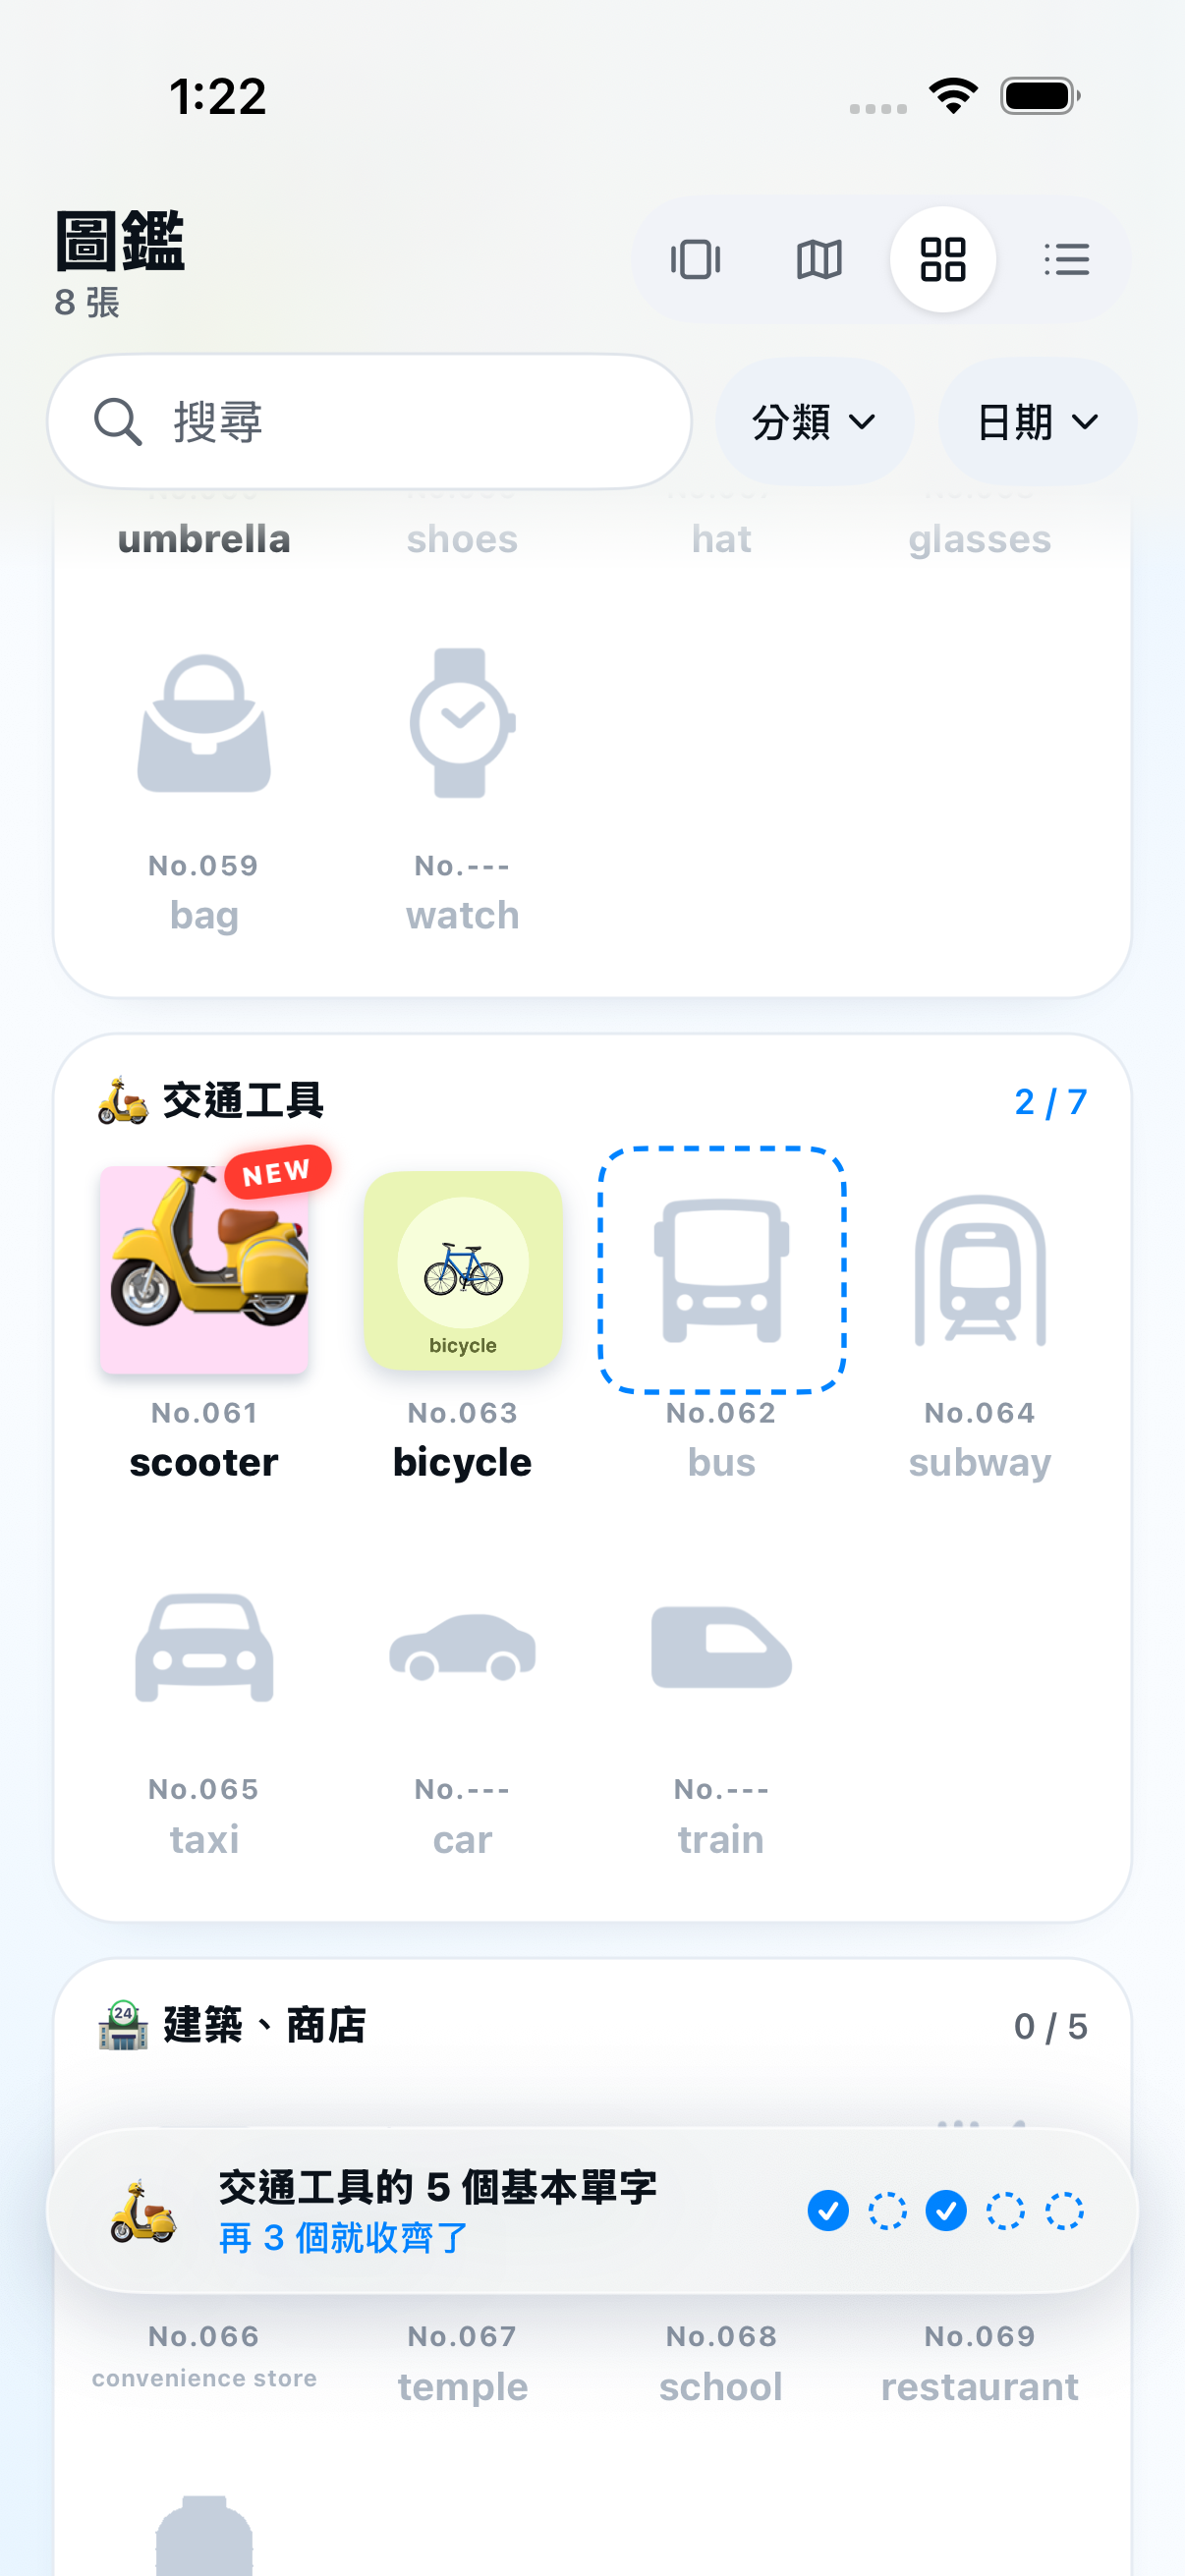 1:22
圖鑑
8 張
搜尋
分類
日期
umbrella shoes hat glasses
No.059 No.---
bag watch
交通工具
2 / 7
NEW
bicycle
No.061 No.063 No.062 No.064
scooter bicycle bus subway
No.065 No.--- No.---
taxi car train
24
建築、商店
0 / 5
交通工具的 5 個基本單字
再 3 個就收齊了
No.066 No.067 No.068 No.069
convenience store temple school restaurant